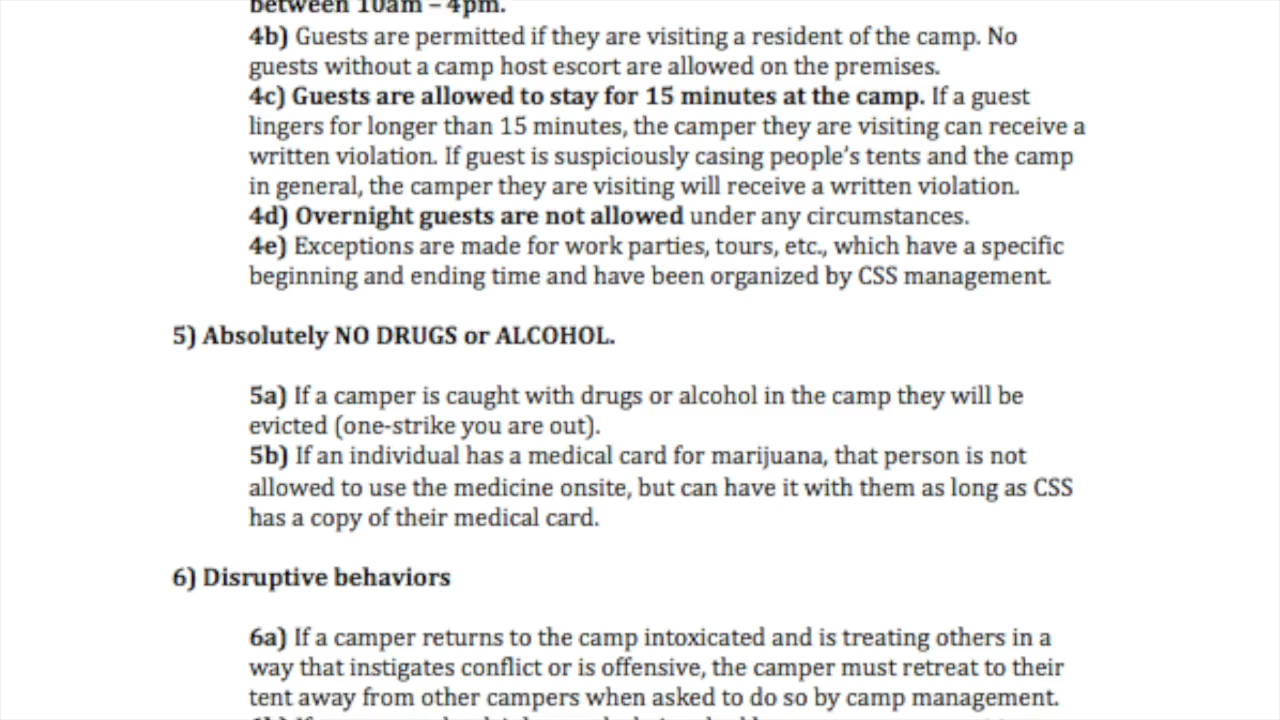 between 10am – 4pm.
4b) Guests are permitted if they are visiting a resident of the camp. No
guests without a camp host escort are allowed on the premises.
4c) Guests are allowed to stay for 15 minutes at the camp. If a guest
lingers for longer than 15 minutes, the camper they are visiting can receive a
written violation. If guest is suspiciously casing people’s tents and the camp
in general, the camper they are visiting will receive a written violation.
4d) Overnight guests are not allowed under any circumstances.
4e) Exceptions are made for work parties, tours, etc., which have a specific
beginning and ending time and have been organized by CSS management.
5) Absolutely NO DRUGS or ALCOHOL.
5a) If a camper is caught with drugs or alcohol in the camp they will be
evicted (one-strike you are out).
5b) If an individual has a medical card for marijuana, that person is not
allowed to use the medicine onsite, but can have it with them as long as CSS
has a copy of their medical card.
6) Disruptive behaviors
6a) If a camper returns to the camp intoxicated and is treating others in a
way that instigates conflict or is offensive, the camper must retreat to their
tent away from other campers when asked to do so by camp management.